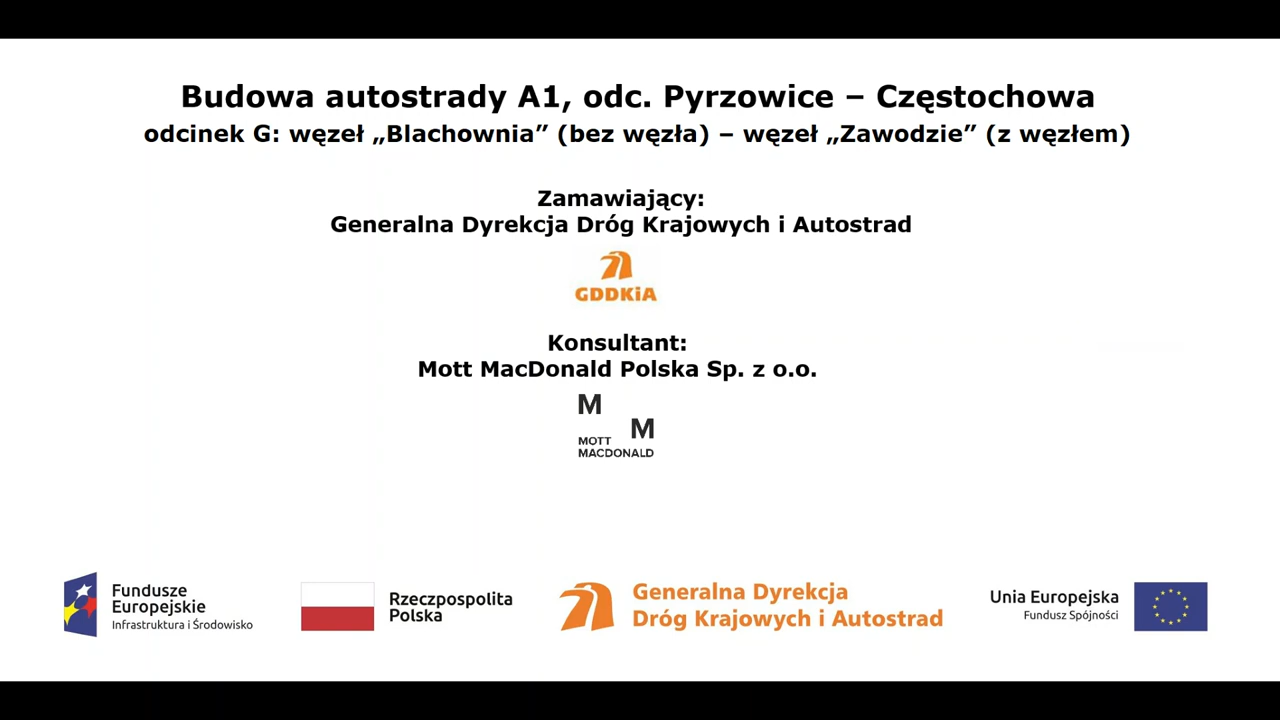 Budowa autostrady A1, odc. Pyrzowice – Częstochowa
odcinek G: węzeł „Blachownia” (bez węzła) – węzeł „Zawodzie” (z węzłem)
Zamawiający:
Generalna Dyrekcja Dróg Krajowych i Autostrad
GDDKiA
Konsultant:
Mott MacDonald Polska Sp. z o.o.
M
M
MOTT
MACDONALD
Fundusze
Europejskie
Infrastruktura i Środowisko
Rzeczpospolita
Polska
Generalna Dyrekcja
Dróg Krajowych i Autostrad
Unia Europejska
Fundusz Spójności